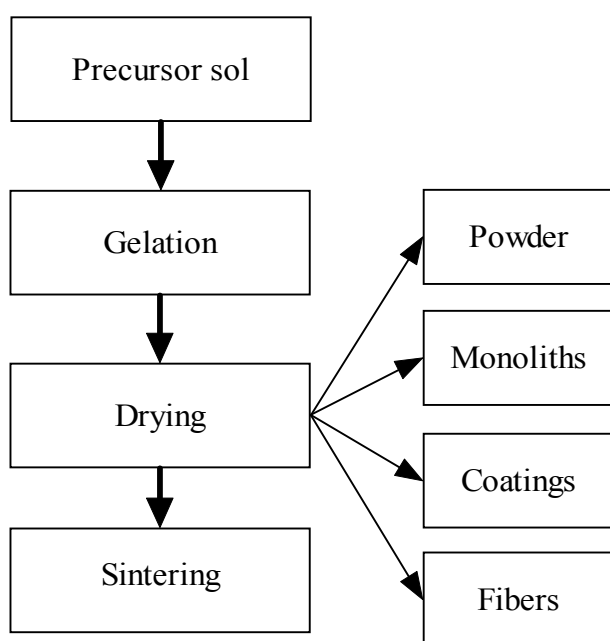 Precursor sol
Gelation
Drying
Sintering
Powder
Monoliths
Coatings
Fibers